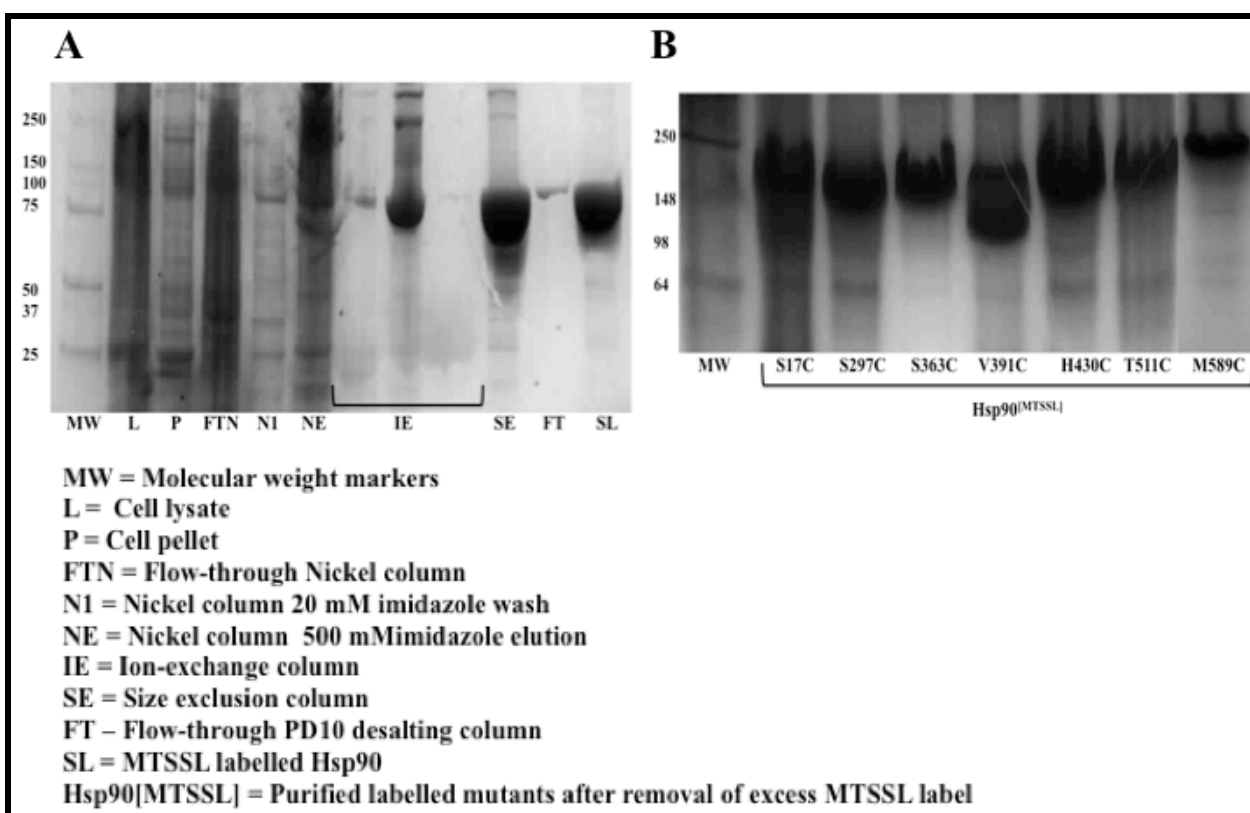 A
250
150
100
75
50
37
25
MW L P FTN N1 NE IE SE FT SL
B
250
148
98
64
MW S17C S297C S363C V391C H430C T511C M589C
Hsp90[MTSSL]
MW = Molecular weight markers
L = Cell lysate
P = Cell pellet
FTN = Flow-through Nickel column
N1 = Nickel column 20 mM imidazole wash
NE = Nickel column 500 mMimidazole elution
IE = Ion-exchange column
SE = Size exclusion column
FT – Flow-through PD10 desalting column
SL = MTSSL labelled Hsp90
Hsp90[MTSSL] = Purified labelled mutants after removal of excess MTSSL label